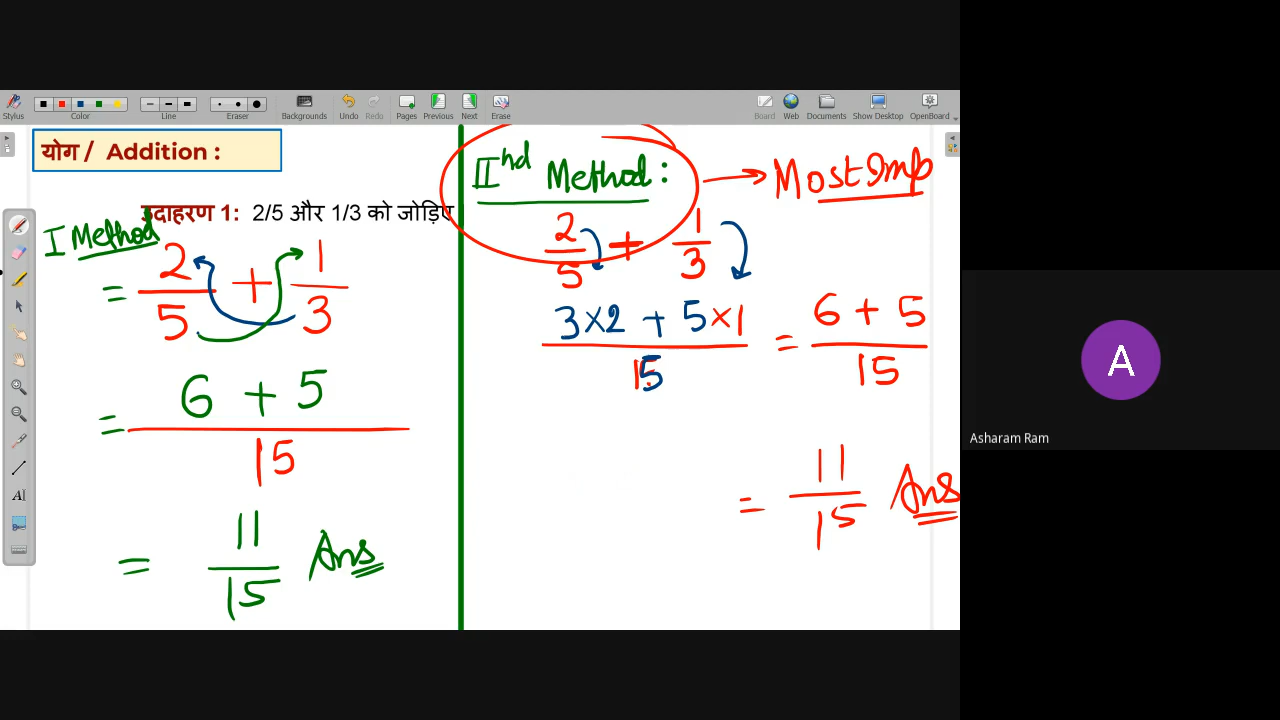 Stylus Color Line Eraser Backgrounds Undo Redo Pages Previous Next Erase Board Web Documents Show Desktop OpenBoard
योग / Addition :
उदाहरण 1: 2/5 और 1/3 को जोड़िए
I Method
= 2/5 + 1/3
= 6 + 5 / 15
= 11/15 Ans
IInd Method : → Most Imp
2/5 + 1/3
3×2 + 5×1 / 15 = 6 + 5 / 15
= 11/15 Ans
A
Asharam Ram